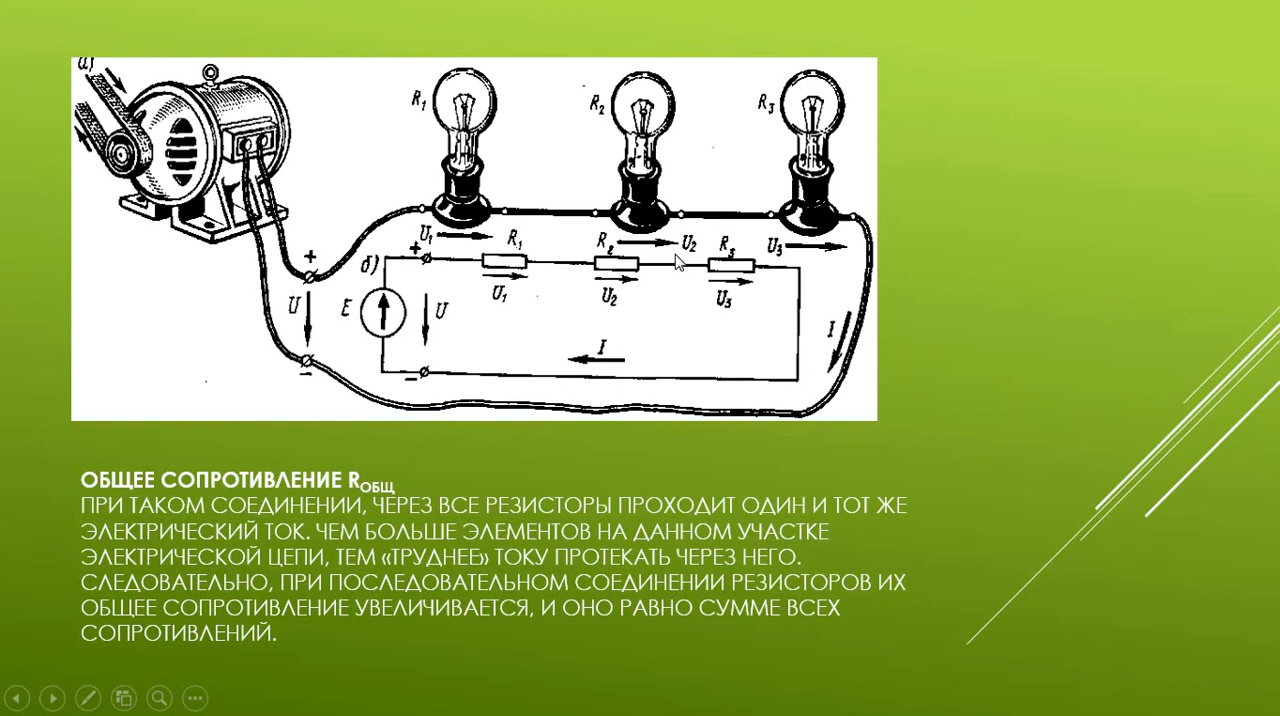 а)
R₁
R₂
R₃
U₁
R₁
R₂
U₂
R₃
U₃
+
+
б)
U₁
U₂
U₃
U
E
U
I
I
−
−
ОБЩЕЕ СОПРОТИВЛЕНИЕ Rобщ
ПРИ ТАКОМ СОЕДИНЕНИИ, ЧЕРЕЗ ВСЕ РЕЗИСТОРЫ ПРОХОДИТ ОДИН И ТОТ ЖЕ
ЭЛЕКТРИЧЕСКИЙ ТОК. ЧЕМ БОЛЬШЕ ЭЛЕМЕНТОВ НА ДАННОМ УЧАСТКЕ
ЭЛЕКТРИЧЕСКОЙ ЦЕПИ, ТЕМ «ТРУДНЕЕ» ТОКУ ПРОТЕКАТЬ ЧЕРЕЗ НЕГО.
СЛЕДОВАТЕЛЬНО, ПРИ ПОСЛЕДОВАТЕЛЬНОМ СОЕДИНЕНИИ РЕЗИСТОРОВ ИХ
ОБЩЕЕ СОПРОТИВЛЕНИЕ УВЕЛИЧИВАЕТСЯ, И ОНО РАВНО СУММЕ ВСЕХ
СОПРОТИВЛЕНИЙ.